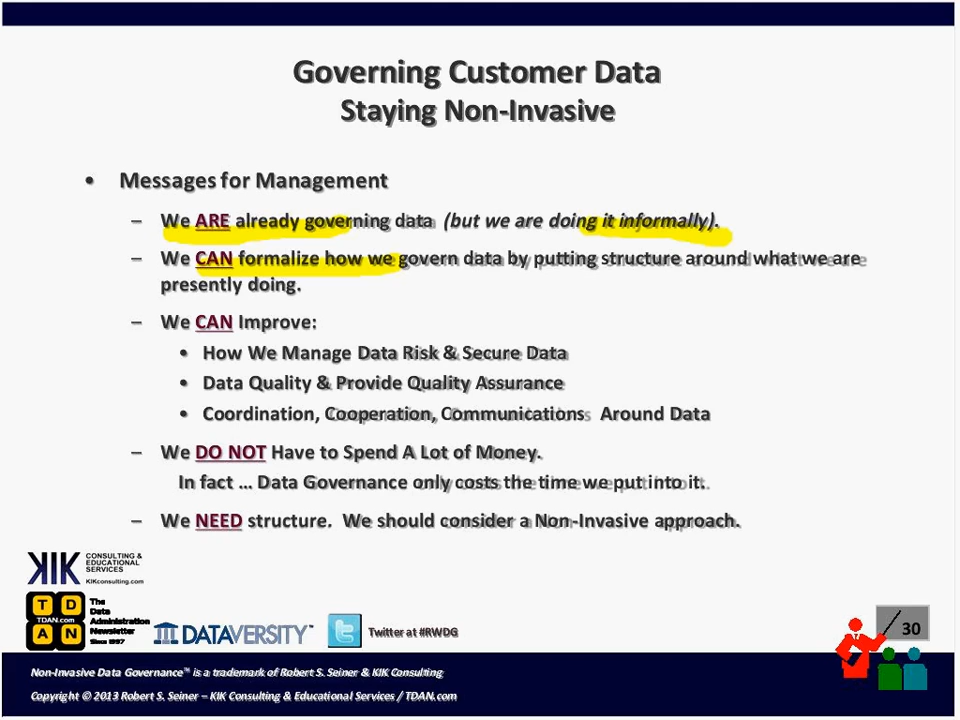 Governing Customer Data
Staying Non-Invasive
• Messages for Management
– We ARE already governing data (but we are doing it informally).
– We CAN formalize how we govern data by putting structure around what we are
presently doing.
– We CAN Improve:
• How We Manage Data Risk & Secure Data
• Data Quality & Provide Quality Assurance
• Coordination, Cooperation, Communications Around Data
– We DO NOT Have to Spend A Lot of Money.
In fact ... Data Governance only costs the time we put into it.
– We NEED structure. We should consider a Non-Invasive approach.
KIK CONSULTING &
EDUCATIONAL
SERVICES
KIKconsulting.com
T D
TDAN.com
A N
The
Data
Administration
Newsletter
Since 1997
DATAVERSITY™
Twitter at #RWDG
30
Non-Invasive Data Governance™ is a trademark of Robert S. Seiner & KIK Consulting
Copyright © 2013 Robert S. Seiner – KIK Consulting & Educational Services / TDAN.com